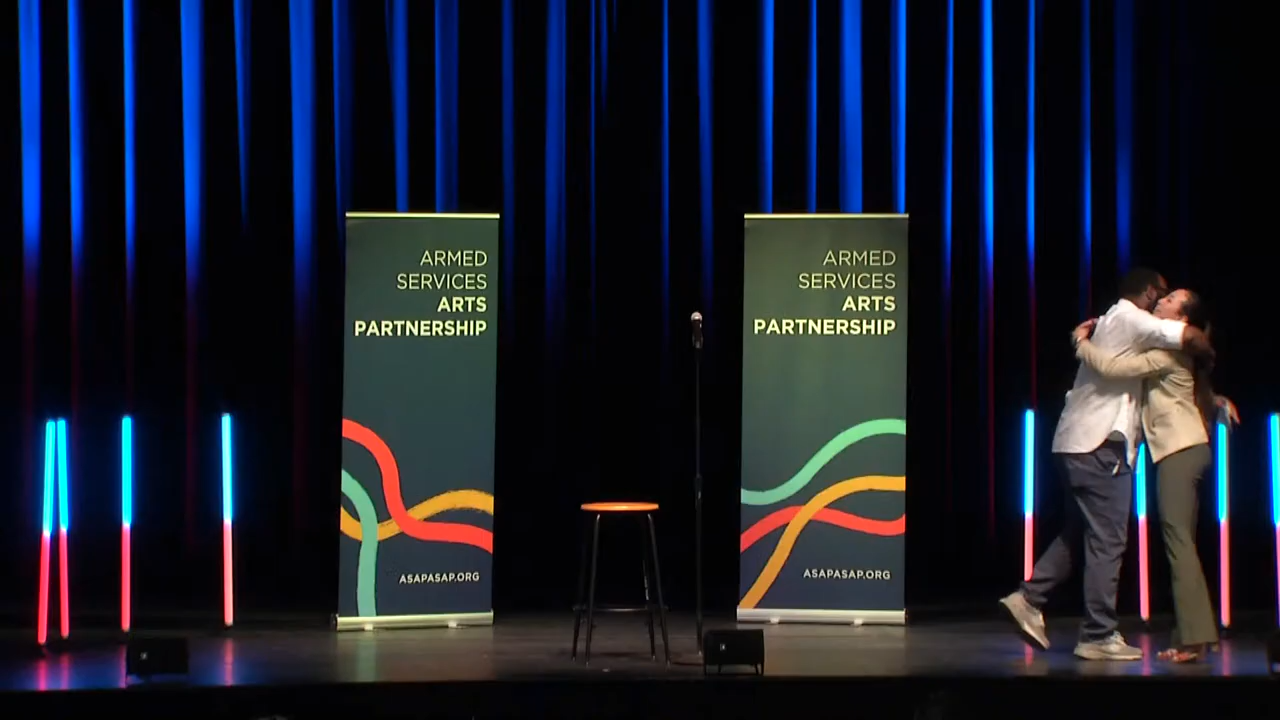 ARMED
SERVICES
ARTS
PARTNERSHIP
ASAPASAP.ORG
ARMED
SERVICES
ARTS
PARTNERSHIP
ASAPASAP.ORG